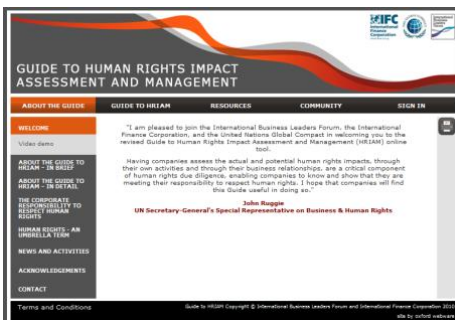 IFC
International
Finance
Corporation
GUIDE TO HUMAN RIGHTS IMPACT
ASSESSMENT AND MANAGEMENT
ABOUT THE GUIDE
GUIDE TO HRIAM
RESOURCES
COMMUNITY
SIGN IN
WELCOME
Video demo
ABOUT THE GUIDE TO
HRIAM - IN BRIEF
ABOUT THE GUIDE TO
HRIAM - IN DETAIL
THE CORPORATE
RESPONSIBILITY TO
RESPECT HUMAN
RIGHTS
HUMAN RIGHTS - AN
UMBRELLA TERM
NEWS AND ACTIVITIES
ACKNOWLEDGEMENTS
CONTACT
"I am pleased to join the International Business Leaders Forum, the International
Finance Corporation, and the United Nations Global Compact in welcoming you to the
revised Guide to Human Rights Impact Assessment and Management (HRIAM) online
tool.
Having companies assess the actual and potential human rights impacts, through
their own activities and through their business relationships, are a critical component
of human rights due diligence, enabling companies to know and show that they are
meeting their responsibility to respect human rights. I hope that companies will find
this Guide useful in doing so."
John Ruggie
UN Secretary-General's Special Representative on Business & Human Rights
Terms and Conditions
Guide to HRIAM Copyright © International Business Leaders Forum and International Finance Corporation 2010
site by oxford webware